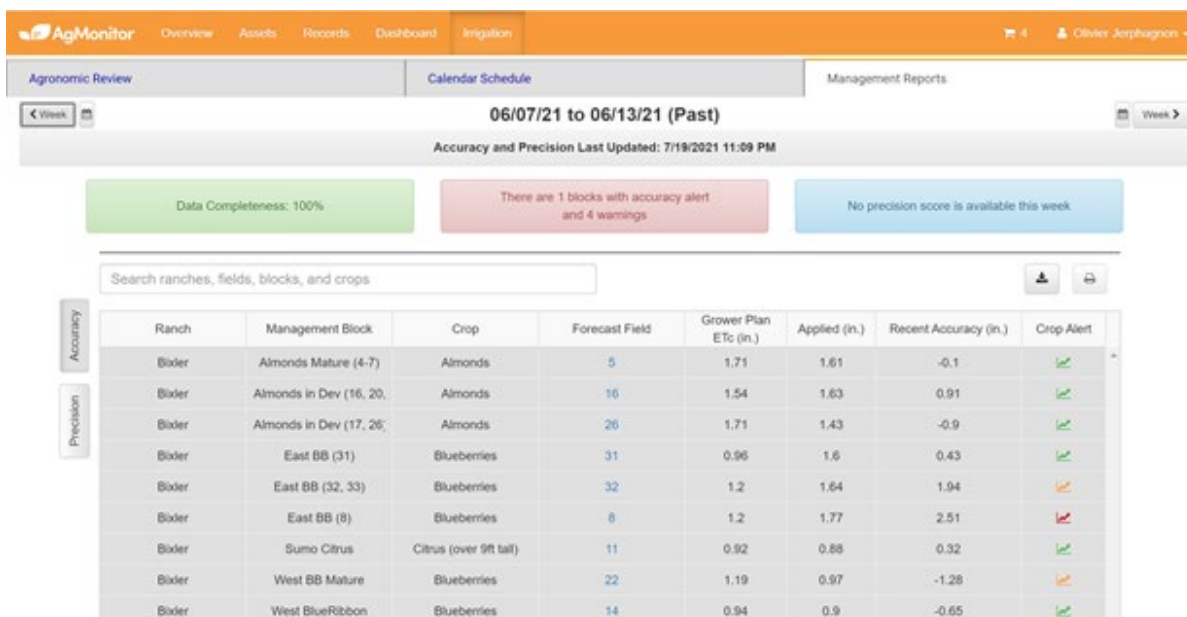 AgMonitor Overview Assets Records Dashboard Irrigation 4 Olivier Jerphagnon
Agronomic Review Calendar Schedule Management Reports
Week 06/07/21 to 06/13/21 (Past) Week
Accuracy and Precision Last Updated: 7/19/2021 11:09 PM
Data Completeness: 100%
There are 1 blocks with accuracy alert
and 4 warnings
No precision score is available this week
Search ranches, fields, blocks, and crops
Accuracy
Precision
Ranch Management Block Crop Forecast Field Grower Plan ETc (in.) Applied (in.) Recent Accuracy (in.) Crop Alert
Bixler Almonds Mature (4-7) Almonds 5 1.71 1.61 -0.1
Bixler Almonds in Dev (16, 20, Almonds 16 1.54 1.63 0.91
Bixler Almonds in Dev (17, 26, Almonds 26 1.71 1.43 -0.9
Bixler East BB (31) Blueberries 31 0.96 1.6 0.43
Bixler East BB (32, 33) Blueberries 32 1.2 1.64 1.94
Bixler East BB (8) Blueberries 8 1.2 1.77 2.51
Bixler Sumo Citrus Citrus (over 9ft tall) 11 0.92 0.88 0.32
Bixler West BB Mature Blueberries 22 1.19 0.97 -1.28
Bixler West BlueRibbon Blueberries 14 0.94 0.9 -0.65